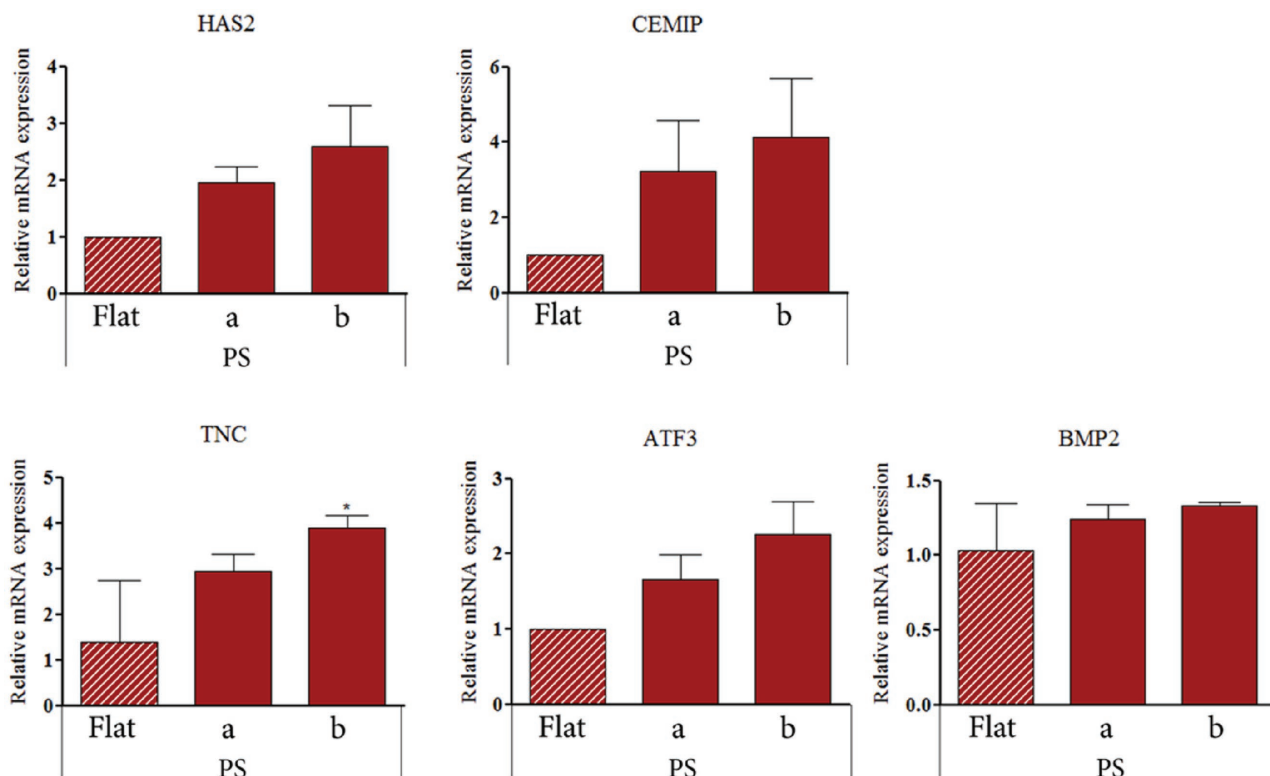 HAS2
Relative mRNA expression
4
3
2
1
0
Flat a b
PS
CEMIP
Relative mRNA expression
6
4
2
0
Flat a b
PS
TNC
Relative mRNA expression
5
4
3
2
1
0
*
Flat a b
PS
ATF3
Relative mRNA expression
3
2
1
0
Flat a b
PS
BMP2
Relative mRNA expression
1.5
1.0
0.5
0.0
Flat a b
PS